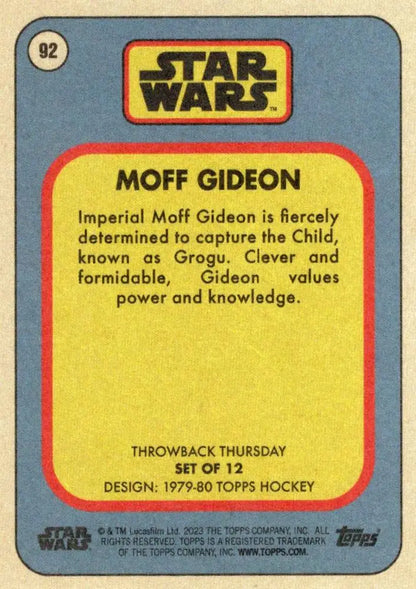 92
STAR
WARS™
MOFF GIDEON
Imperial Moff Gideon is fiercely
determined to capture the Child,
known as Grogu. Clever and
formidable, Gideon values
power and knowledge.
THROWBACK THURSDAY
SET OF 12
DESIGN: 1979-80 TOPPS HOCKEY
STAR
WARS
© & TM Lucasfilm Ltd. 2023 THE TOPPS COMPANY, INC. ALL
RIGHTS RESERVED. TOPPS IS A REGISTERED TRADEMARK
OF THE TOPPS COMPANY, INC. WWW.TOPPS.COM.
Topps